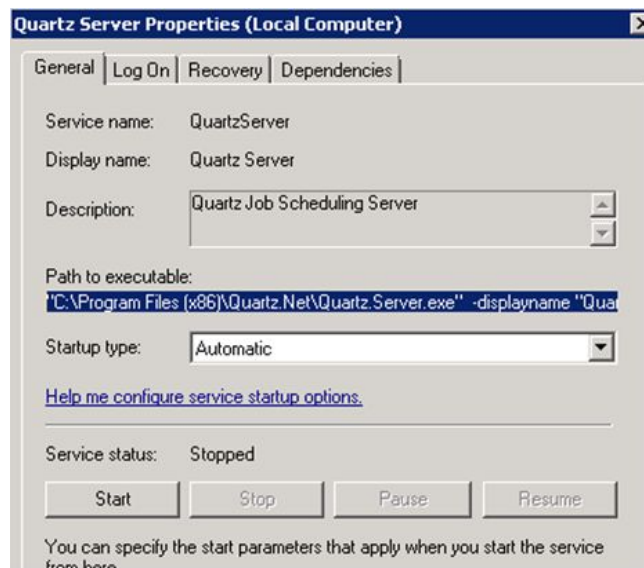 Quartz Server Properties (Local Computer)
General Log On Recovery Dependencies
Service name: QuartzServer
Display name: Quartz Server
Description: Quartz Job Scheduling Server
Path to executable:
"C:\Program Files (x86)\Quartz.Net\Quartz.Server.exe" -displayname "Quar
Startup type: Automatic
Help me configure service startup options.
Service status: Stopped
Start Stop Pause Resume
You can specify the start parameters that apply when you start the service
from here.